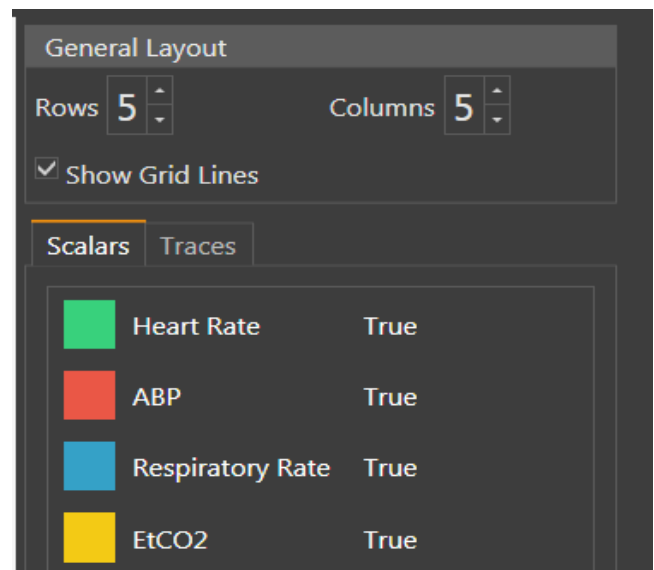 General Layout
Rows 5 Columns 5
Show Grid Lines
Scalars Traces
Heart Rate True
ABP True
Respiratory Rate True
EtCO2 True